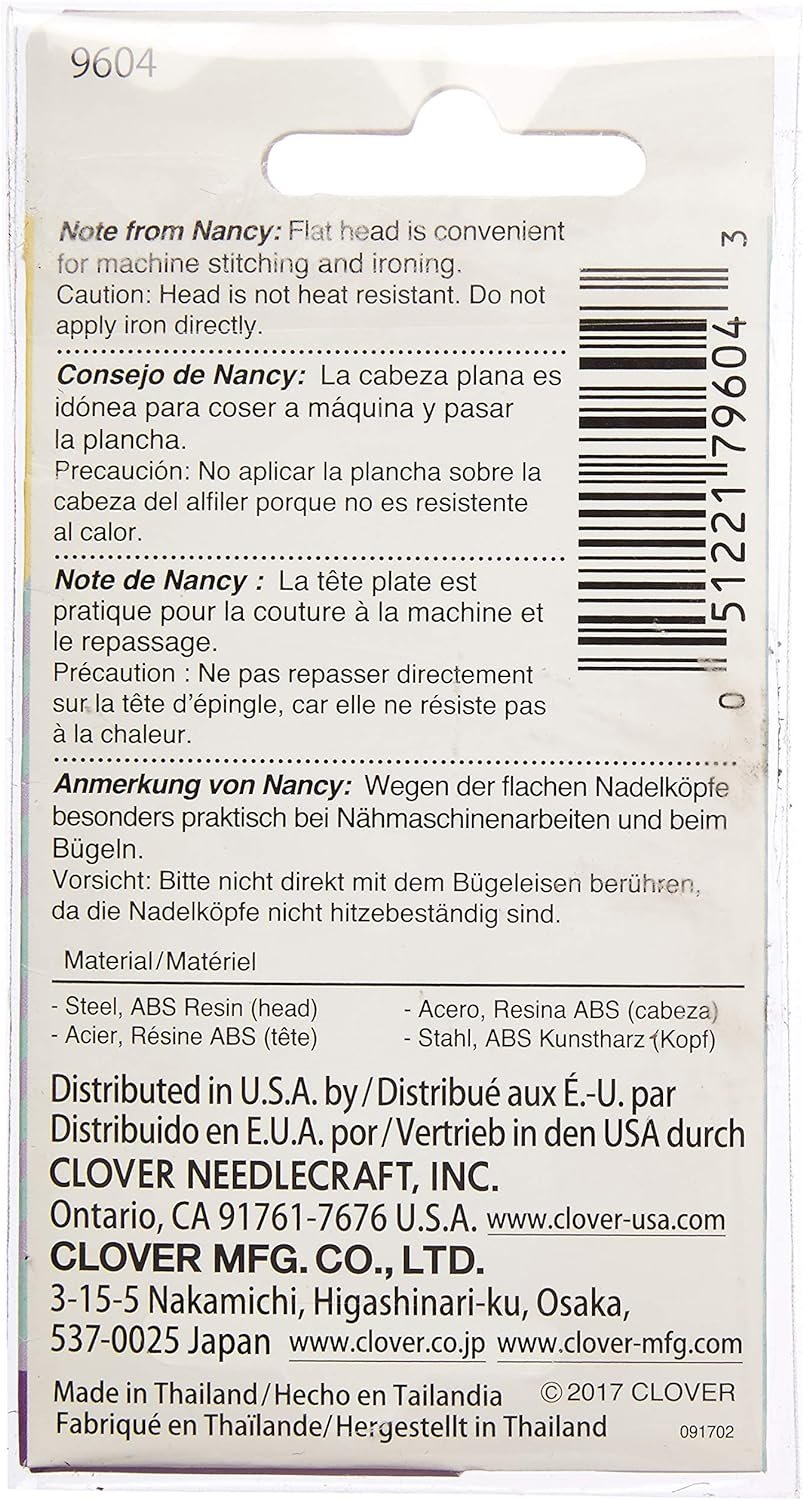 9604
Note from Nancy: Flat head is convenient
for machine stitching and ironing.
Caution: Head is not heat resistant. Do not
apply iron directly.
Consejo de Nancy: La cabeza plana es
idónea para coser a máquina y pasar
la plancha.
Precaución: No aplicar la plancha sobre la
cabeza del alfiler porque no es resistente
al calor.
Note de Nancy : La tête plate est
pratique pour la couture à la machine et
le repassage.
Précaution : Ne pas repasser directement
sur la tête d'épingle, car elle ne résiste pas
à la chaleur.
0 51221 79604 3
Anmerkung von Nancy: Wegen der flachen Nadelköpfe
besonders praktisch bei Nähmaschinenarbeiten und beim
Bügeln.
Vorsicht: Bitte nicht direkt mit dem Bügeleisen berühren,
da die Nadelköpfe nicht hitzebeständig sind.
Material/Matériel
- Steel, ABS Resin (head)
- Acier, Résine ABS (tête)
- Acero, Resina ABS (cabeza)
- Stahl, ABS Kunstharz (Kopf)
Distributed in U.S.A. by/Distribué aux É.-U. par
Distribuido en E.U.A. por/Vertrieb in den USA durch
CLOVER NEEDLECRAFT, INC.
Ontario, CA 91761-7676 U.S.A. www.clover-usa.com
CLOVER MFG. CO., LTD.
3-15-5 Nakamichi, Higashinari-ku, Osaka,
537-0025 Japan www.clover.co.jp www.clover-mfg.com
Made in Thailand/Hecho en Tailandia © 2017 CLOVER
Fabriqué en Thaïlande/Hergestellt in Thailand 091702